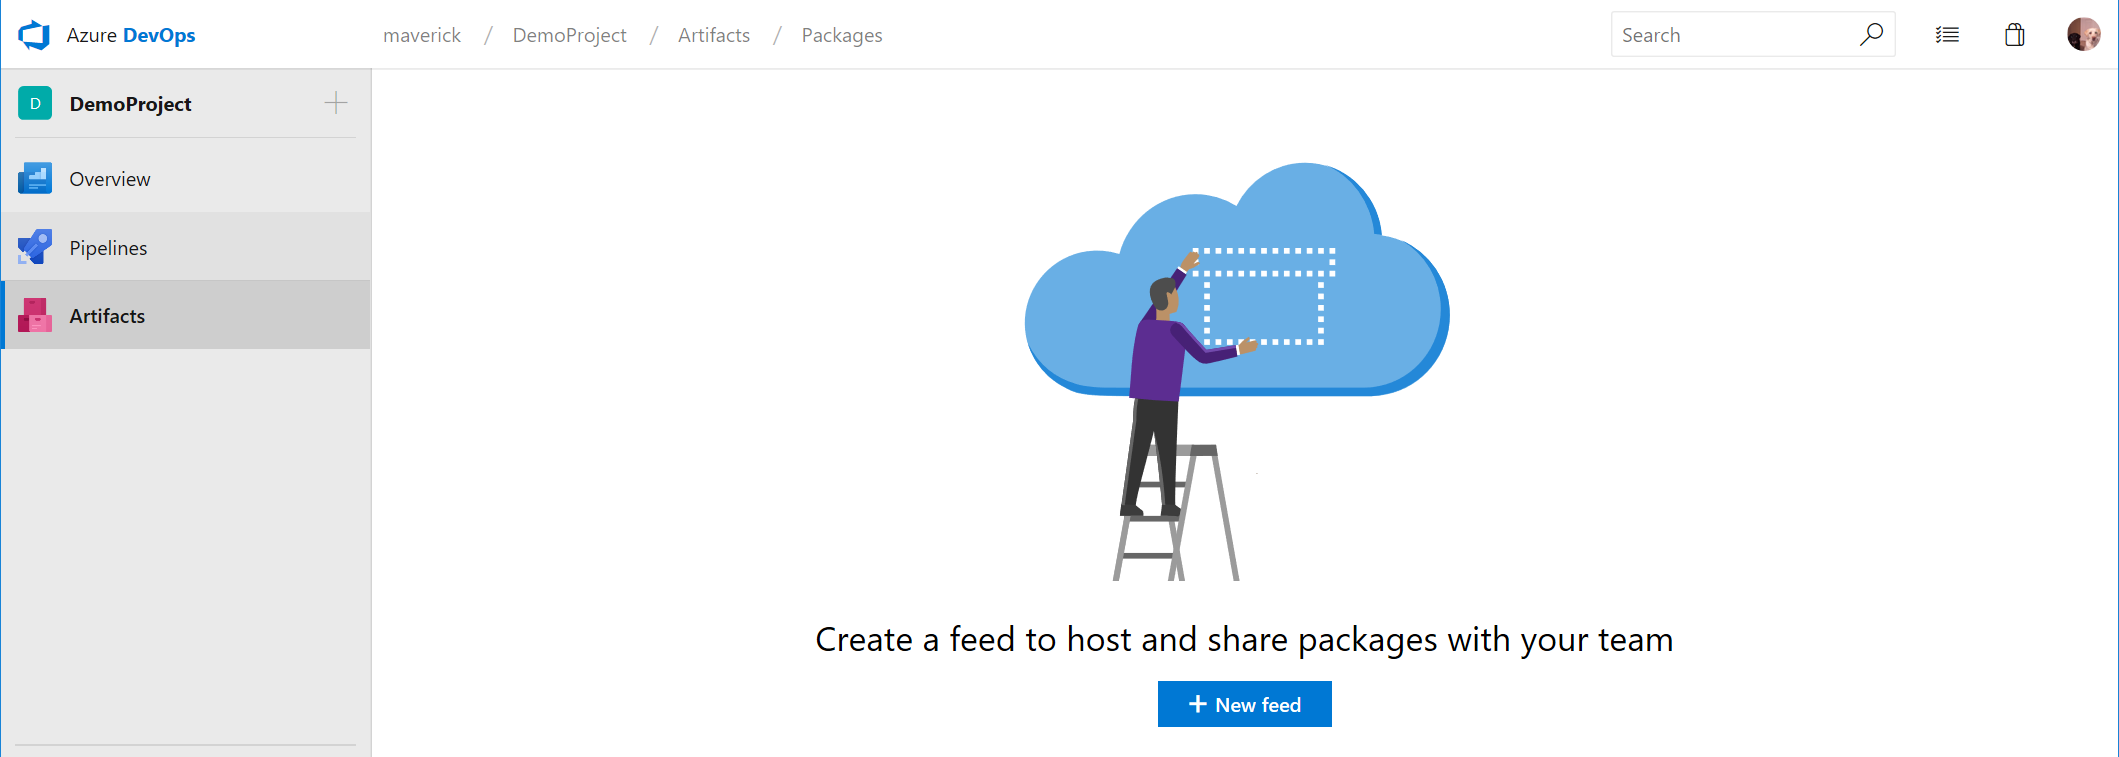 Azure DevOps
maverick / DemoProject / Artifacts / Packages
Search
D DemoProject
Overview
Pipelines
Artifacts
Create a feed to host and share packages with your team
+ New feed